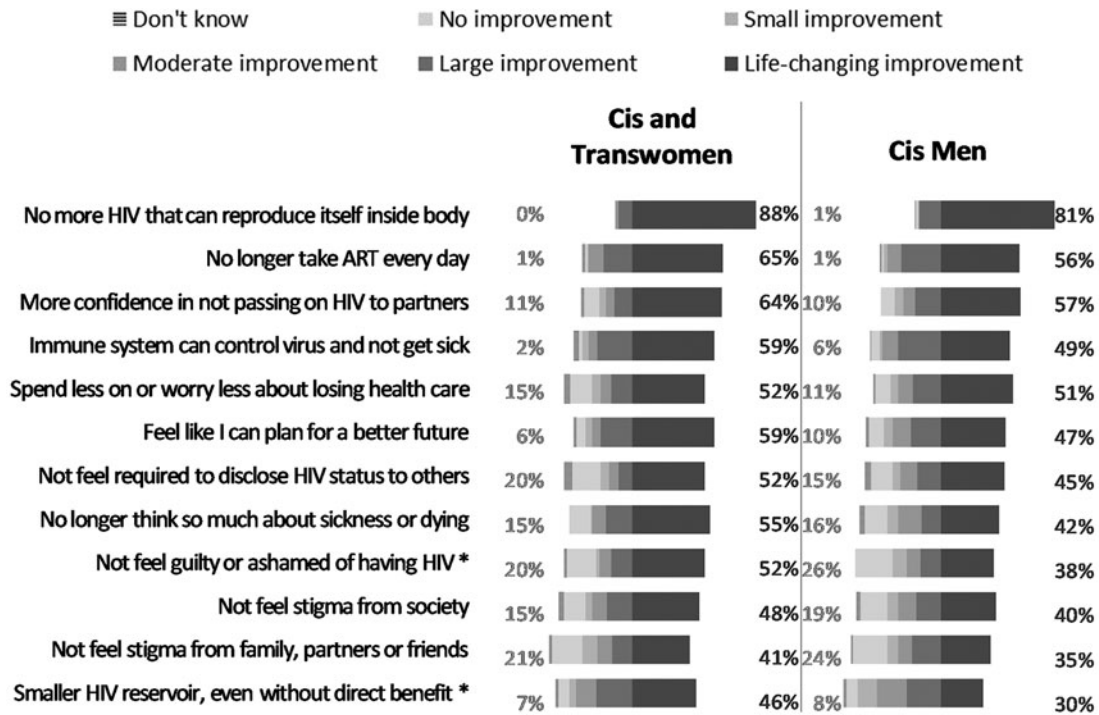 Don't know No improvement Small improvement
Moderate improvement Large improvement Life-changing improvement
Cis and
Transwomen
Cis Men
No more HIV that can reproduce itself inside body 0% 88% 1% 81%
No longer take ART every day 1% 65% 1% 56%
More confidence in not passing on HIV to partners 11% 64% 10% 57%
Immune system can control virus and not get sick 2% 59% 6% 49%
Spend less on or worry less about losing health care 15% 52% 11% 51%
Feel like I can plan for a better future 6% 59% 10% 47%
Not feel required to disclose HIV status to others 20% 52% 15% 45%
No longer think so much about sickness or dying 15% 55% 16% 42%
Not feel guilty or ashamed of having HIV * 20% 52% 26% 38%
Not feel stigma from society 15% 48% 19% 40%
Not feel stigma from family, partners or friends 21% 41% 24% 35%
Smaller HIV reservoir, even without direct benefit * 7% 46% 8% 30%